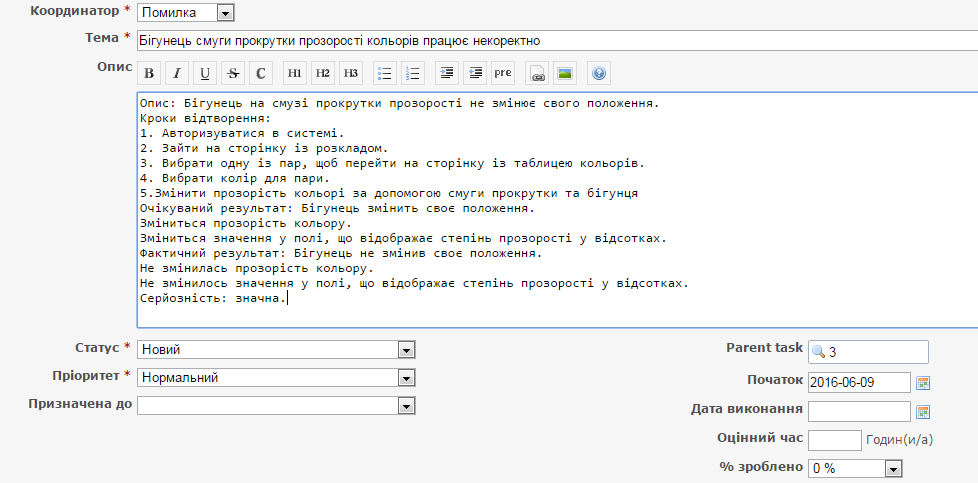 Координатор * Помилка
Тема * Бігунець смуги прокрутки прозорості кольорів працює некоректно
Опис B I U S C H1 H2 H3 pre
Опис: Бігунець на смузі прокрутки прозорості не змінює свого положення.
Кроки відтворення:
1. Авторизуватися в системі.
2. Зайти на сторінку із розкладом.
3. Вибрати одну із пар, щоб перейти на сторінку із таблицею кольорів.
4. Вибрати колір для пари.
5.Змінити прозорість кольорі за допомогою смуги прокрутки та бігунця
Очікуваний результат: Бігунець змінить своє положення.
Зміниться прозорість кольору.
Зміниться значення у полі, що відображає степінь прозорості у відсотках.
Фактичний результат: Бігунець не змінив своє положення.
Не змінилась прозорість кольору.
Не змінилось значення у полі, що відображає степінь прозорості у відсотках.
Серйозність: значна.
Статус * Новий
Parent task 3
Пріоритет * Нормальний
Початок 2016-06-09
Призначена до
Дата виконання
Оцінний час Годин(и/а)
% зроблено 0 %